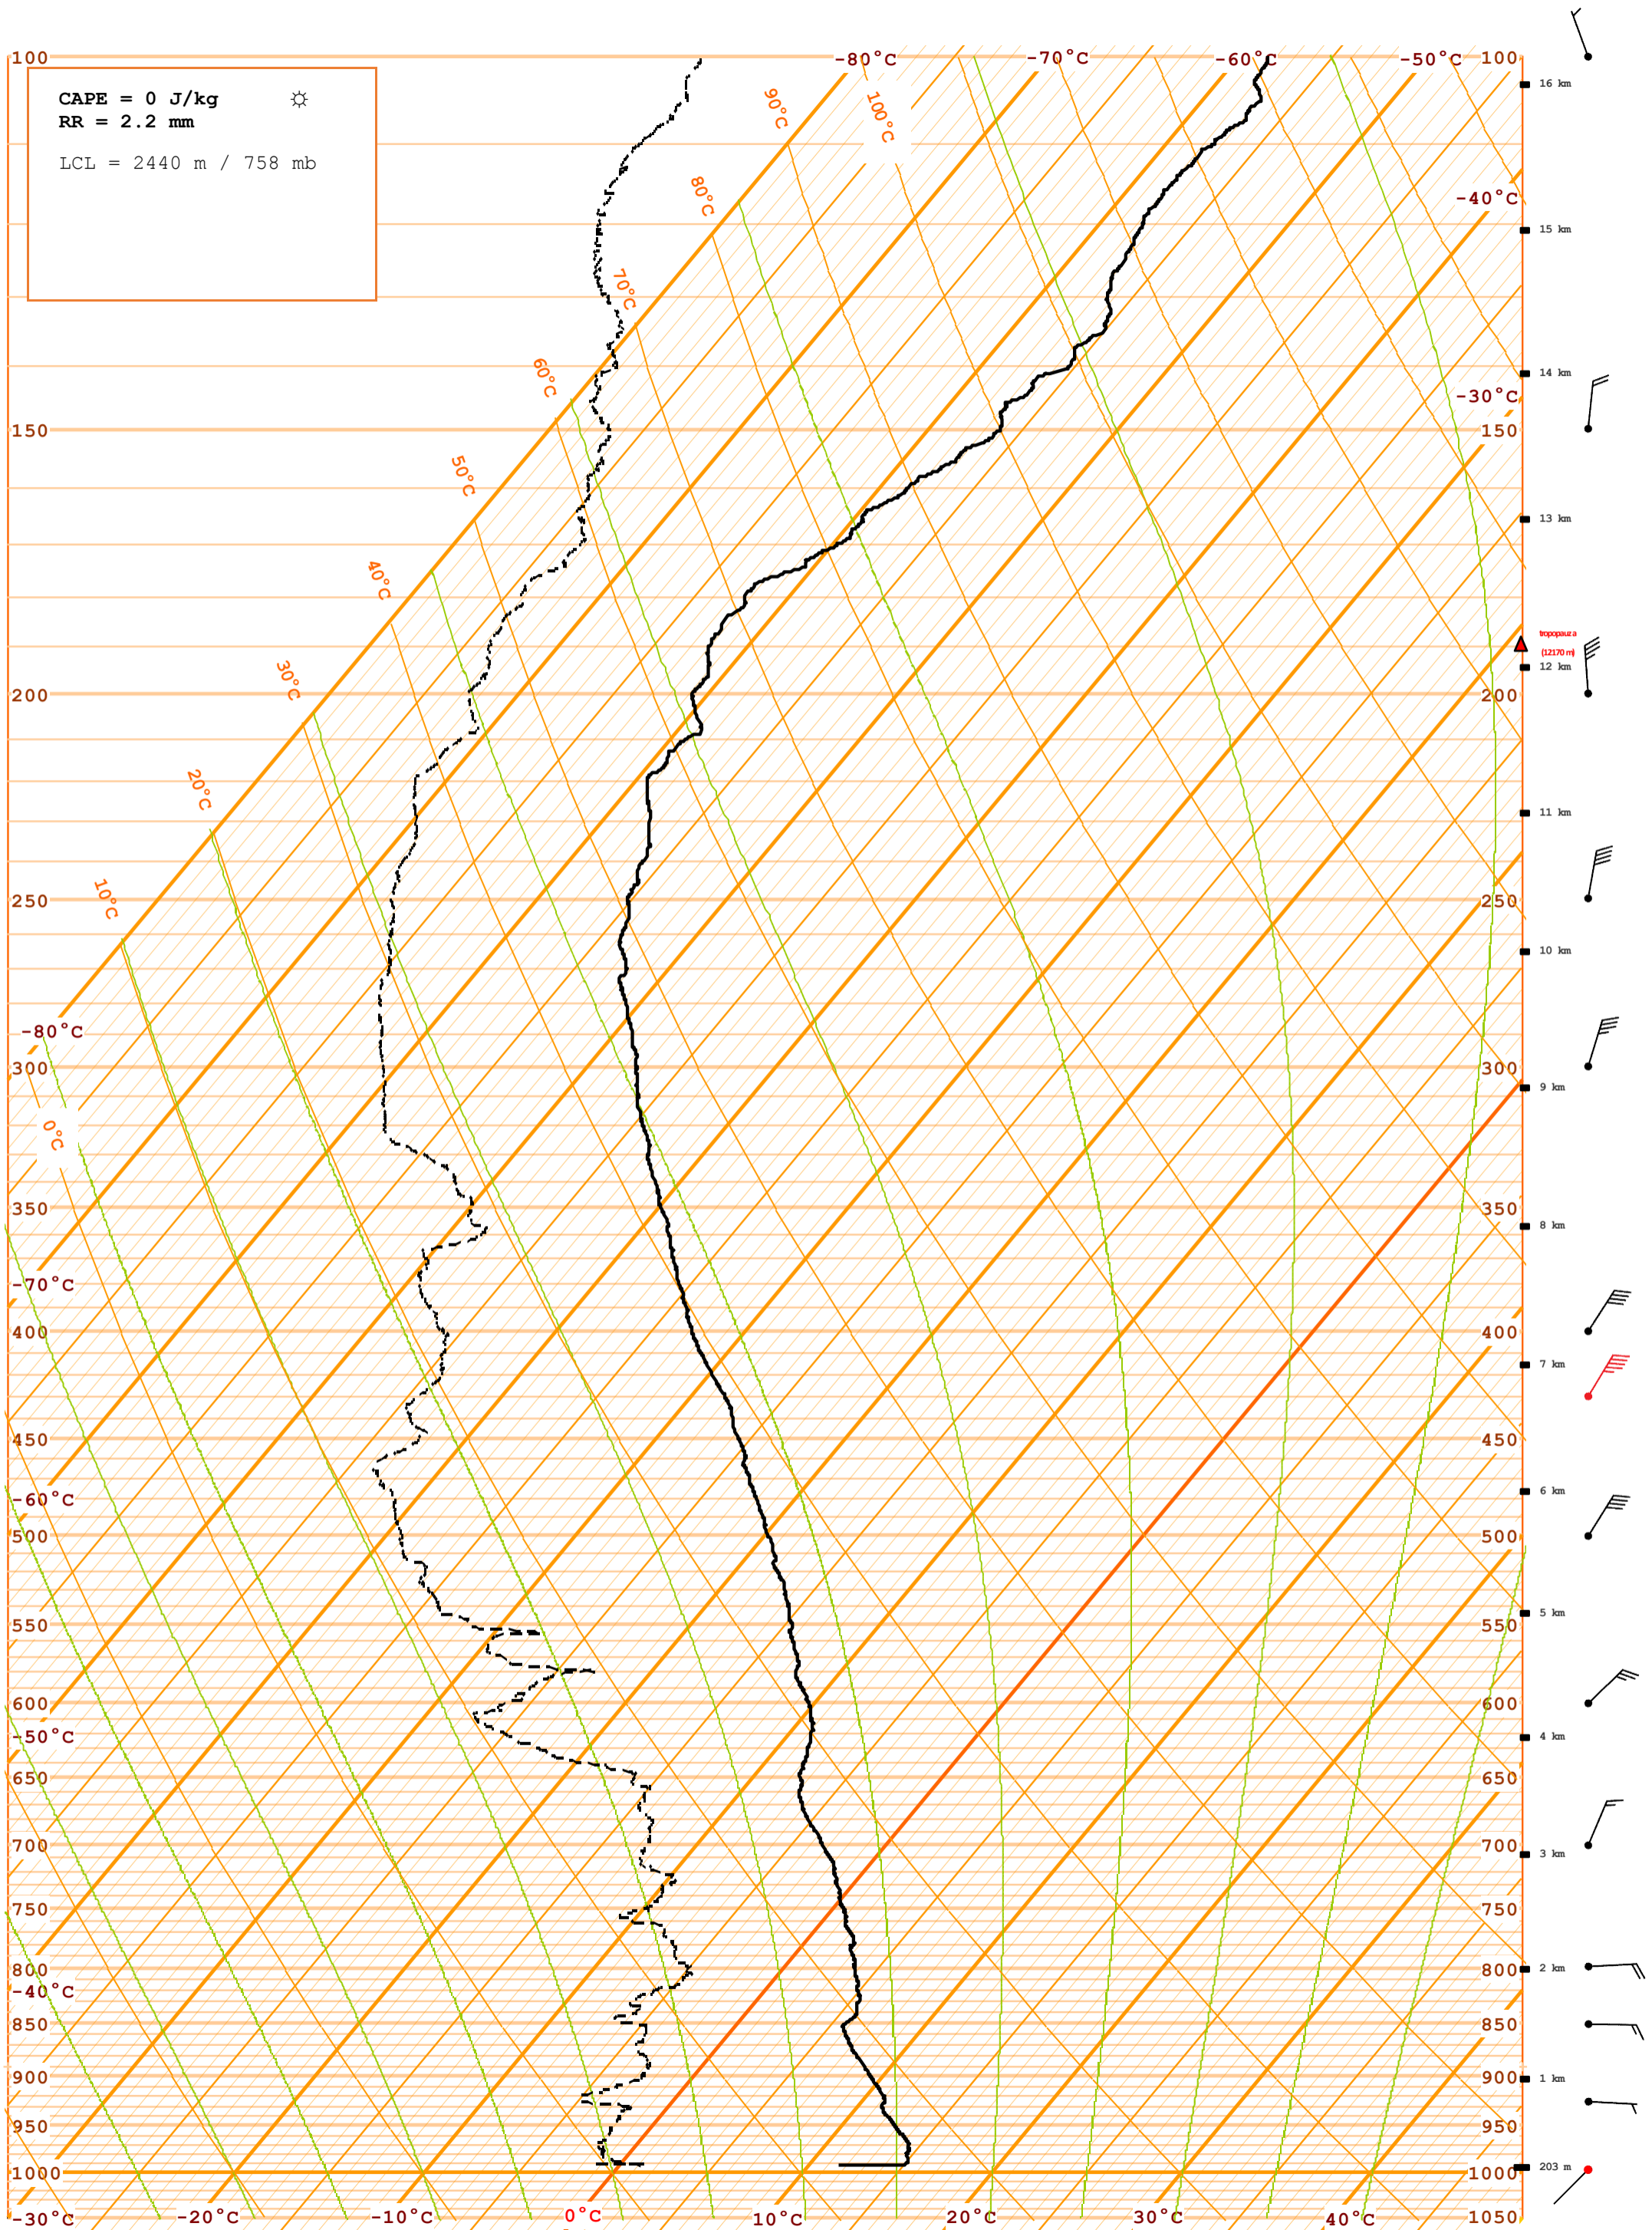 -80°C -70°C -60°C -50°C
100 100
16 km
CAPE = 0 J/kg ☼
RR = 2.2 mm
LCL = 2440 m / 758 mb
90°C 100°C
80°C
-40°C
15 km
70°C
60°C
14 km
-30°C
150 150
50°C
13 km
40°C
tropopauza
(12170 m)
30°C
12 km
200 200
20°C
11 km
10°C
250 250
10 km
-80°C
300 300
9 km
0°C
350 350
8 km
-70°C
400 400
7 km
450 450
6 km
-60°C
500 500
5 km
550 550
600 600
-50°C
4 km
650 650
700 700
3 km
750 750
800 800
2 km
-40°C
850 850
900 900
1 km
950 950
203 m
1000 1000
-30°C -20°C -10°C 0°C 10°C 20°C 30°C 40°C 1050